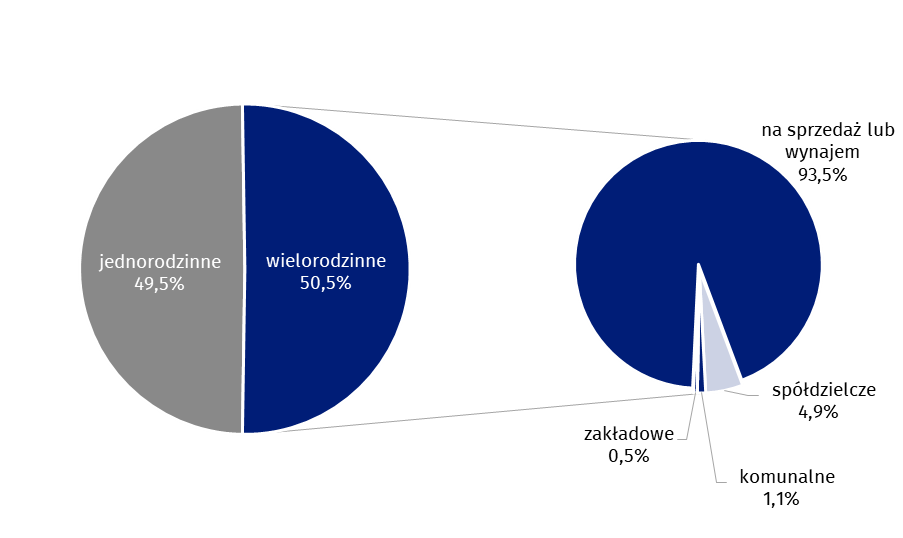 jednorodzinne
49,5%
wielorodzinne
50,5%
na sprzedaż lub
wynajem
93,5%
spółdzielcze
4,9%
zakładowe
0,5%
komunalne
1,1%